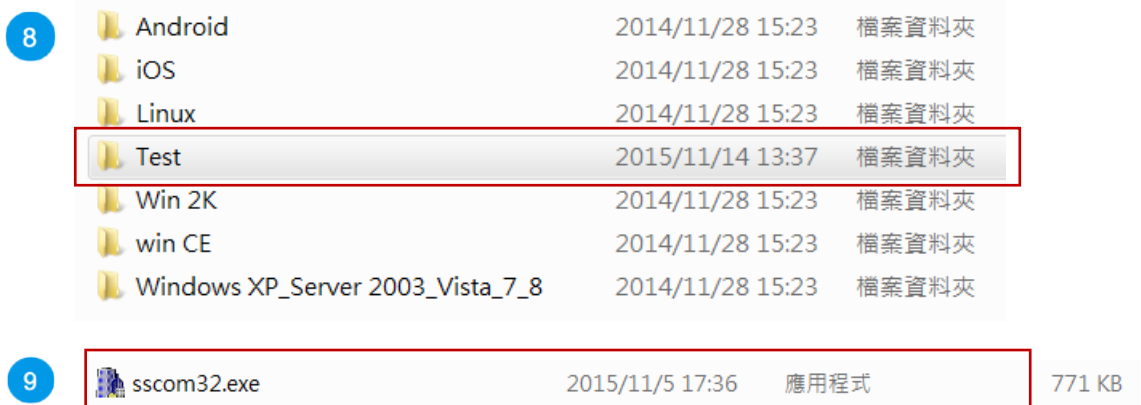 8
Android 2014/11/28 15:23 檔案資料夾
iOS 2014/11/28 15:23 檔案資料夾
Linux 2014/11/28 15:23 檔案資料夾
Test 2015/11/14 13:37 檔案資料夾
Win 2K 2014/11/28 15:23 檔案資料夾
win CE 2014/11/28 15:23 檔案資料夾
Windows XP_Server 2003_Vista_7_8 2014/11/28 15:23 檔案資料夾
9 sscom32.exe 2015/11/5 17:36 應用程式 771 KB